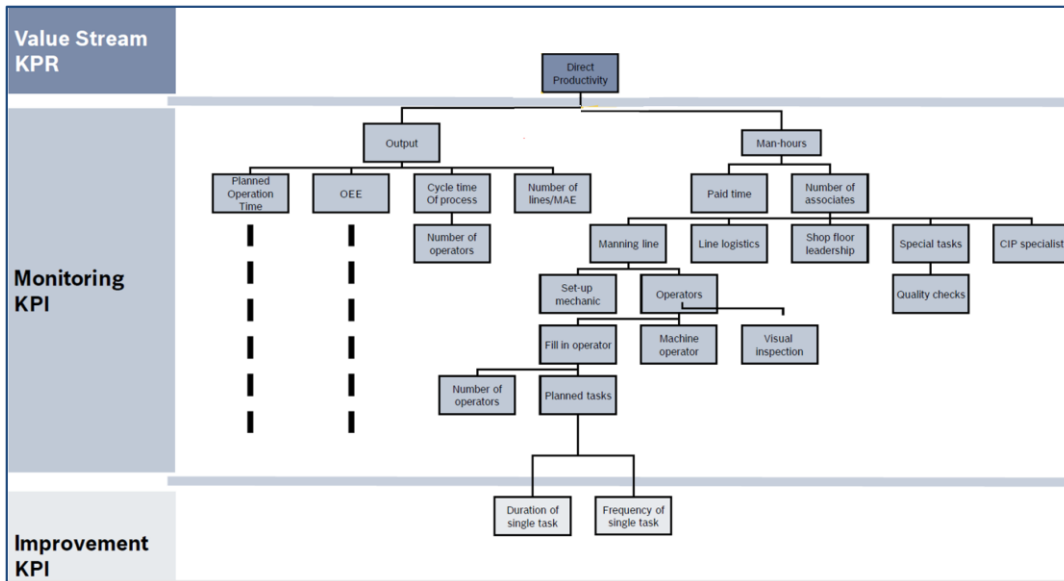 Value Stream
KPR
Direct
Productivity
Output
Man-hours
Planned
Operation
Time
OEE
Cycle time
Of process
Number of
lines/MAE
Paid time
Number of
associates
Number of
operators
Manning line
Line logistics
Shop floor
leadership
Special tasks
CIP specialist
Monitoring
KPI
Set-up
mechanic
Operators
Quality checks
Fill in operator
Machine
operator
Visual
inspection
Number of
operators
Planned tasks
Duration of
single task
Frequency of
single task
Improvement
KPI